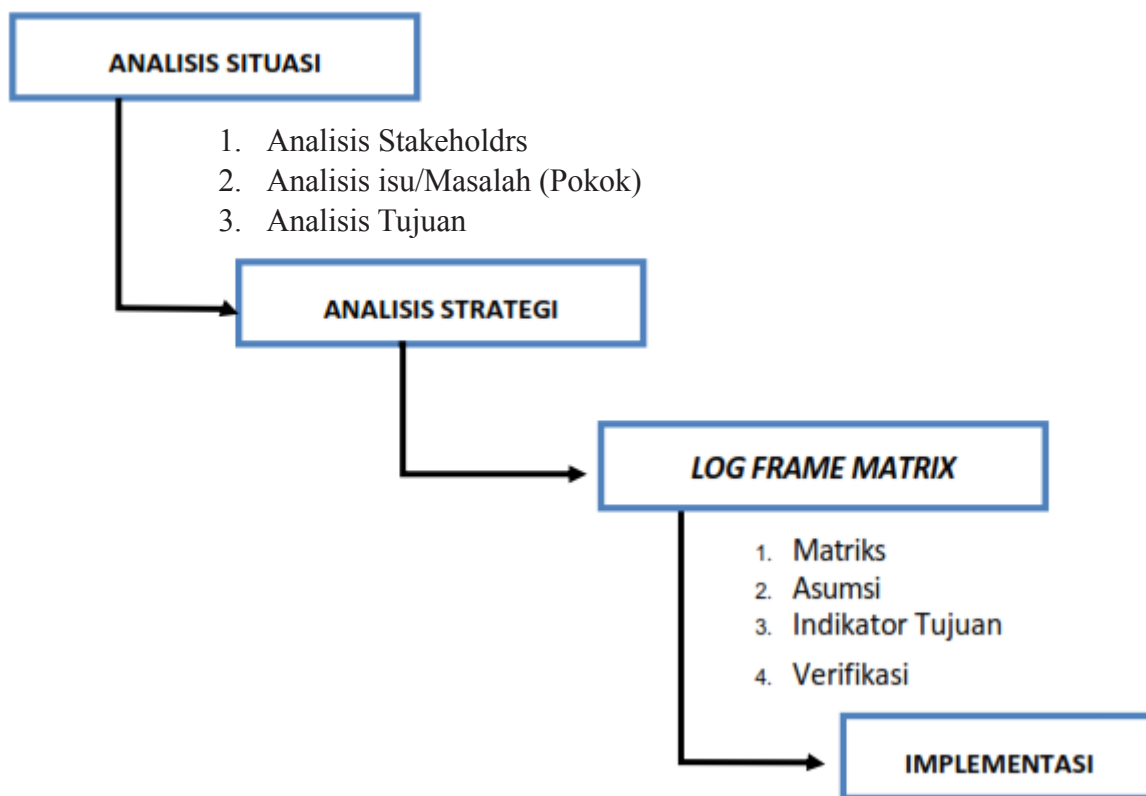 ANALISIS SITUASI
1. Analisis Stakeholdrs
2. Analisis isu/Masalah (Pokok)
3. Analisis Tujuan
ANALISIS STRATEGI
LOG FRAME MATRIX
1. Matriks
2. Asumsi
3. Indikator Tujuan
4. Verifikasi
IMPLEMENTASI